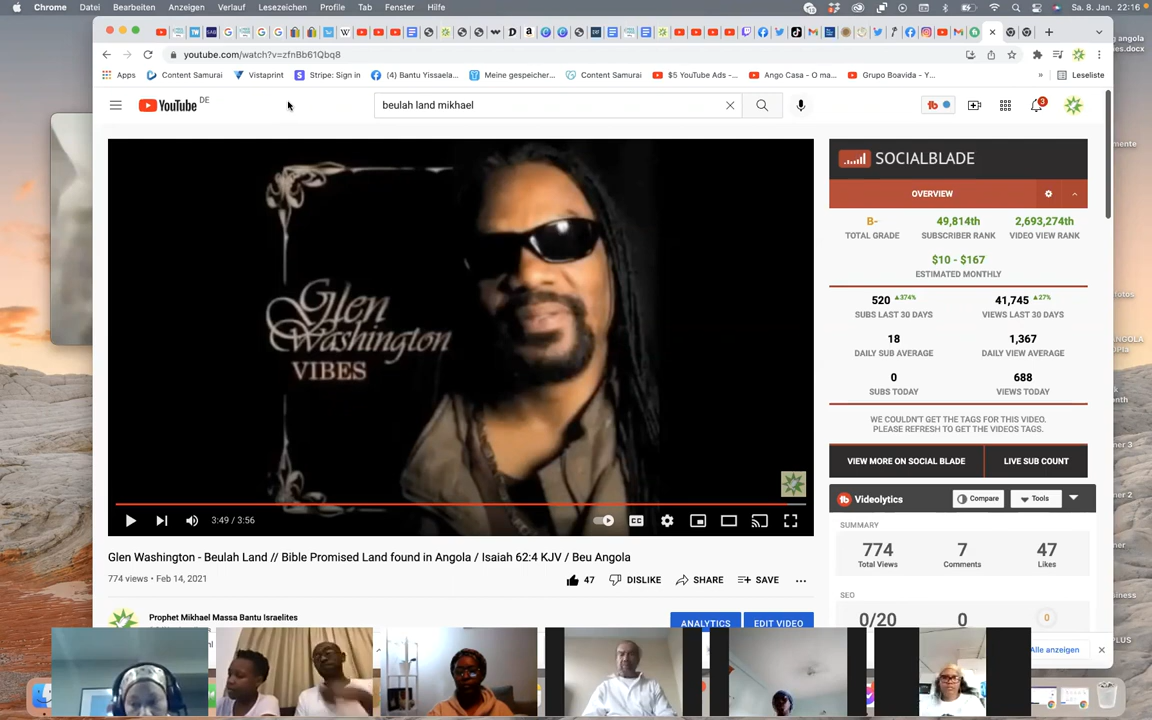 Chrome Datei Bearbeiten Anzeigen Verlauf Lesezeichen Profile Tab Fenster Hilfe
Sa. 8. Jan. 22:16
youtube.com/watch?v=zfnBb61Qbq8
Apps Content Samurai Vistaprint Stripe: Sign in (4) Bantu Yissaela... Meine gespeicher... Content Samurai $5 YouTube Ads -... Ango Casa - O ma... Grupo Boavida - Y... » Leseliste
YouTube DE
beulah land mikhael
3
SOCIALBLADE
OVERVIEW
B- 49,814th 2,693,274th
TOTAL GRADE SUBSCRIBER RANK VIDEO VIEW RANK
$10 - $167
ESTIMATED MONTHLY
520 ▲374% 41,745 ▲27%
SUBS LAST 30 DAYS VIEWS LAST 30 DAYS
18 1,367
DAILY SUB AVERAGE DAILY VIEW AVERAGE
0 688
SUBS TODAY VIEWS TODAY
WE COULDN'T GET THE TAGS FOR THIS VIDEO.
PLEASE REFRESH TO GET THE VIDEOS TAGS.
VIEW MORE ON SOCIAL BLADE LIVE SUB COUNT
Glen
Washington
VIBES
3:49 / 3:56
CC
tb Videolytics Compare Tools
SUMMARY
774 7 47
Total Views Comments Likes
SEO
0/20 0 0
Glen Washington - Beulah Land // Bible Promised Land found in Angola / Isaiah 62:4 KJV / Beu Angola
774 views • Feb 14, 2021
47 DISLIKE SHARE SAVE ...
Prophet Mikhael Massa Bantu Israelites
ANALYTICS EDIT VIDEO
Alle anzeigen